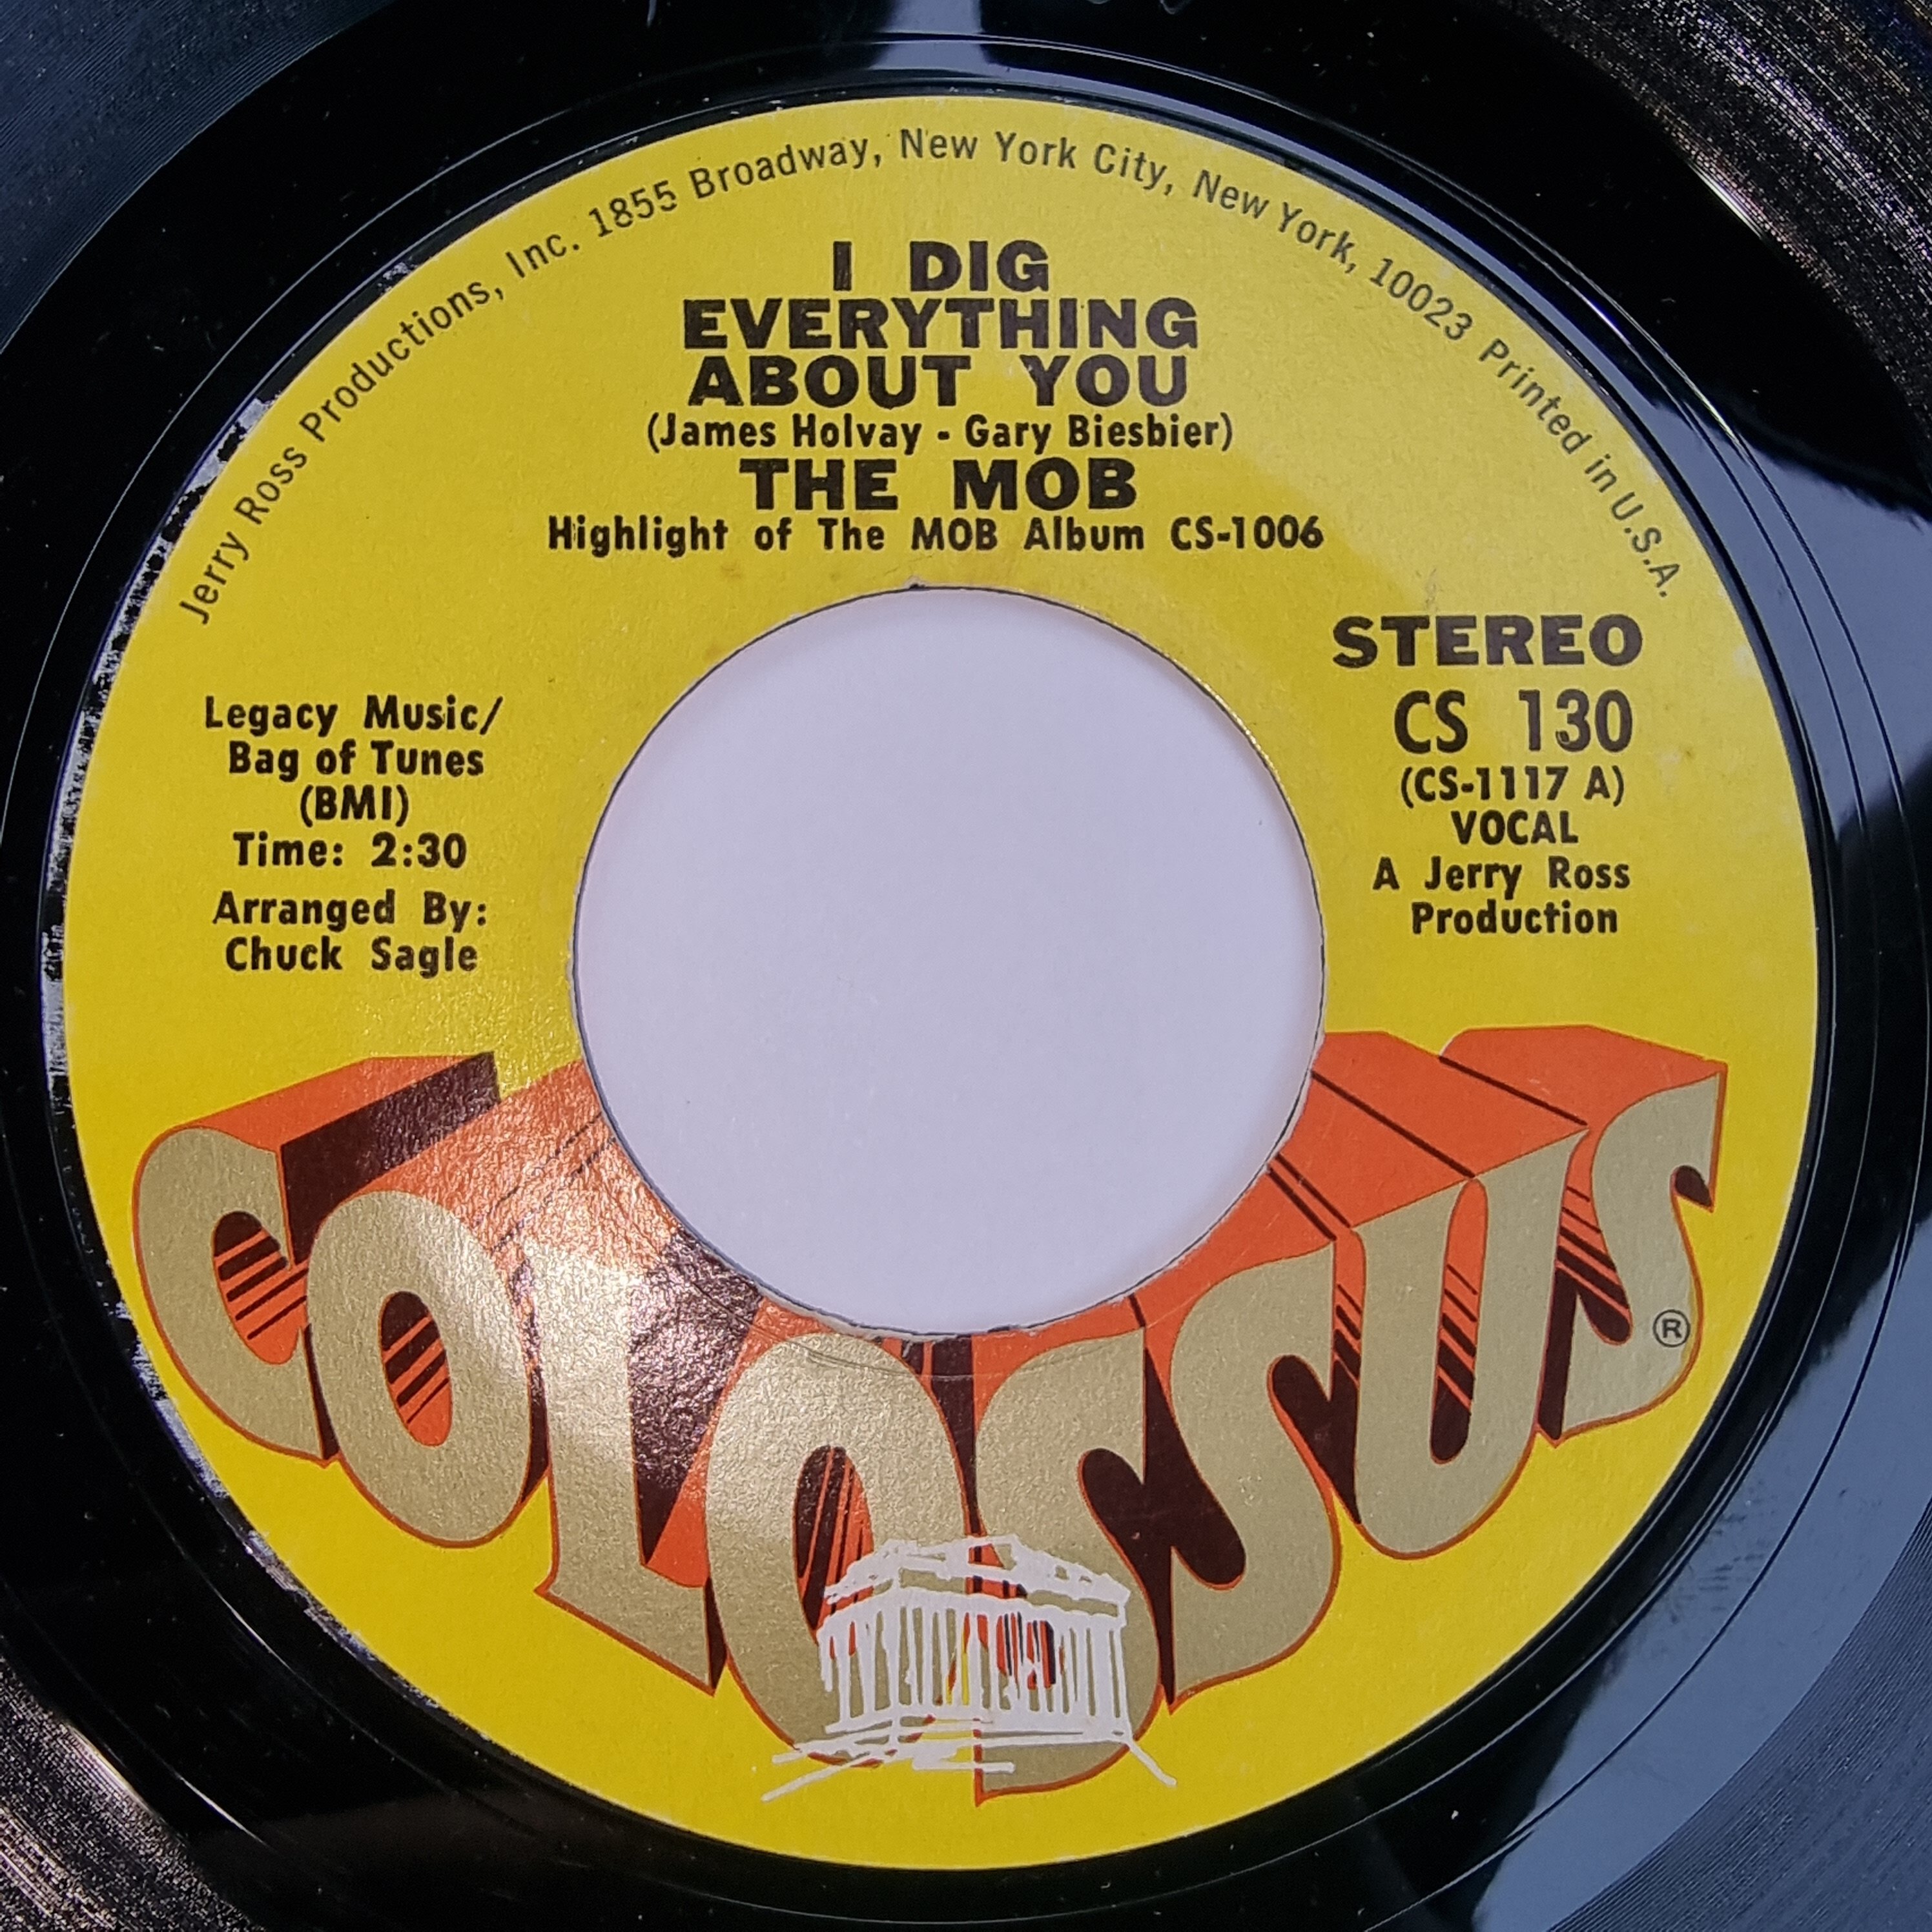 Jerry Ross Productions, Inc. 1855 Broadway, New York City, New York, 10023 Printed in U.S.A.
I DIG
EVERYTHING
ABOUT YOU
(James Holvay - Gary Biesbier)
THE MOB
Highlight of The MOB Album CS-1006
Legacy Music/
Bag of Tunes
(BMI)
Time: 2:30
Arranged By:
Chuck Sagle
STEREO
CS 130
(CS-1117 A)
VOCAL
A Jerry Ross
Production
COLOSSUS ®